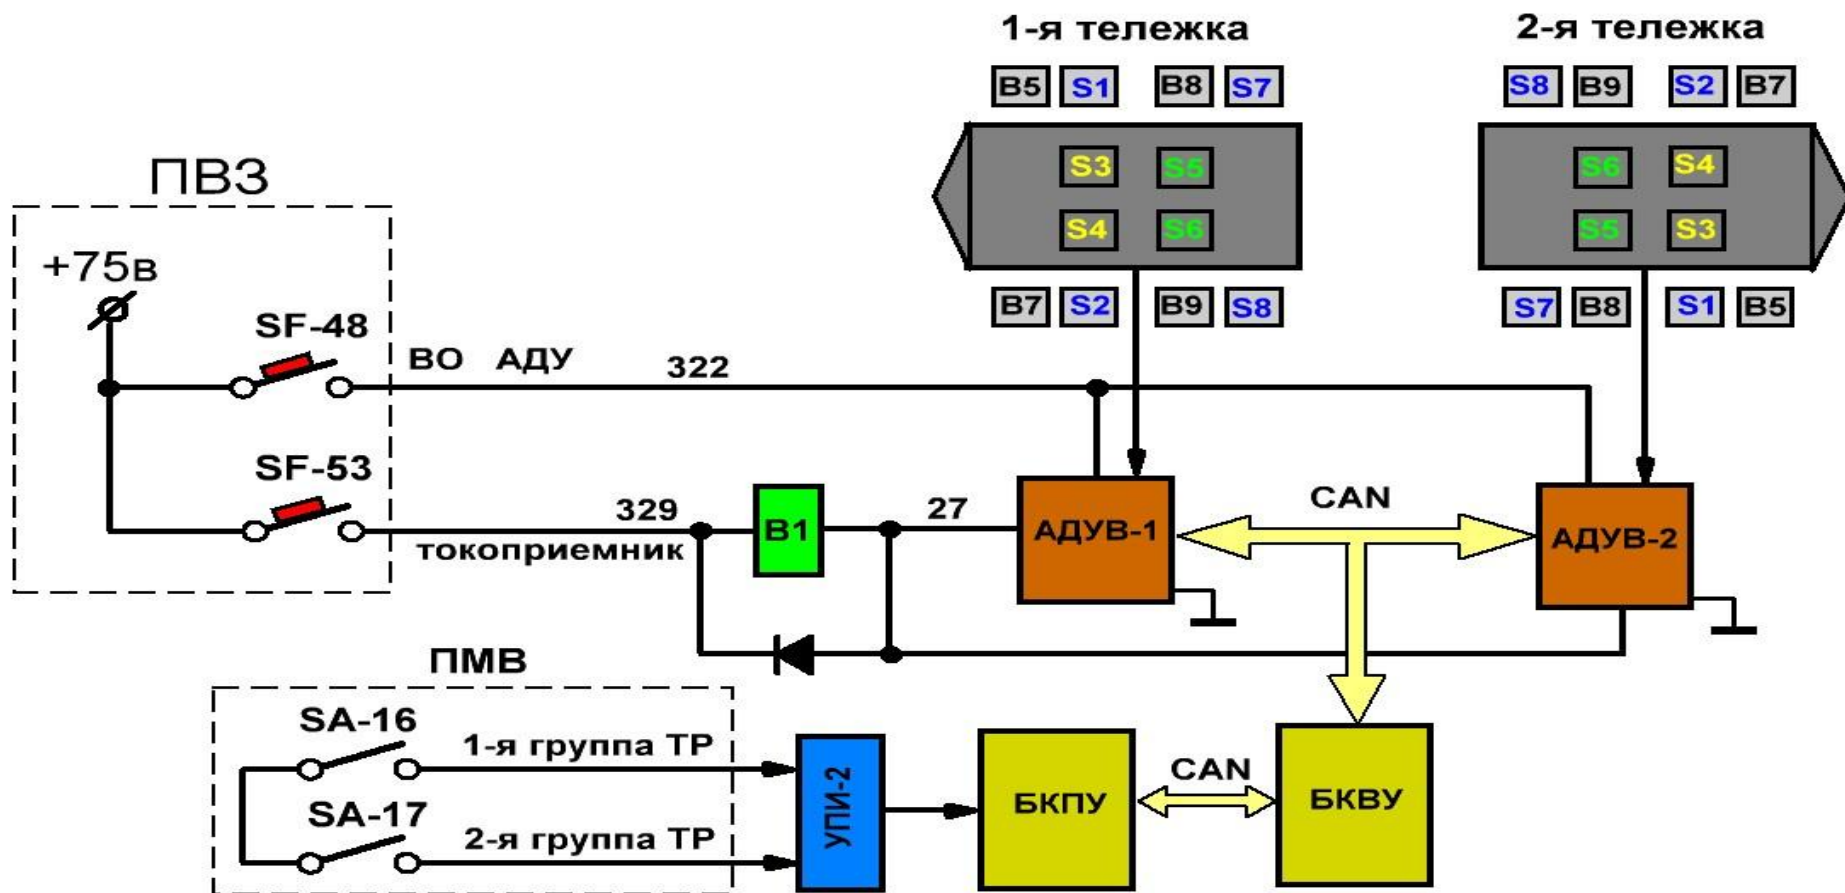 1-я тележка
2-я тележка
B5 S1 B8 S7
S8 B9 S2 B7
S3 S5
S6 S4
S4 S6
S5 S3
B7 S2 B9 S8
S7 B8 S1 B5
ПВЗ
+75в
SF-48
ВО АДУ 322
SF-53
329
токоприемник
B1
27
АДУВ-1
CAN
АДУВ-2
ПМВ
SA-16
1-я группа ТР
SA-17
2-я группа ТР
УПИ-2
БКПУ
CAN
БКВУ